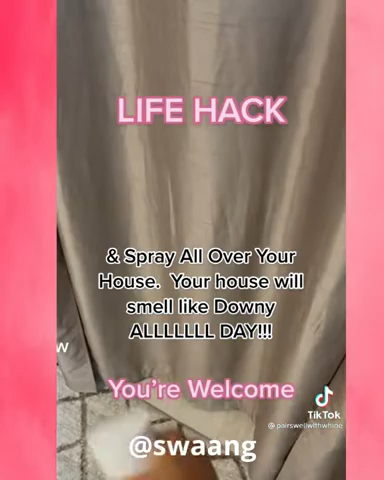 LIFE HACK
& Spray All Over Your
House. Your house will
smell like Downy
ALLLLLLL DAY!!!
w
You're Welcome
TikTok
@pairswellwithwhine
@swaang